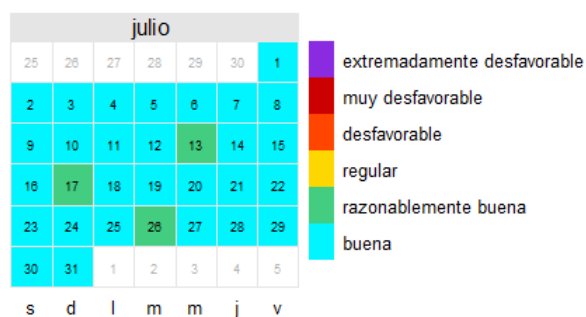 julio
25 26 27 28 29 30 1
2 3 4 5 6 7 8
9 10 11 12 13 14 15
16 17 18 19 20 21 22
23 24 25 26 27 28 29
30 31 1 2 3 4 5
s d l m m j v
extremadamente desfavorable
muy desfavorable
desfavorable
regular
razonablemente buena
buena